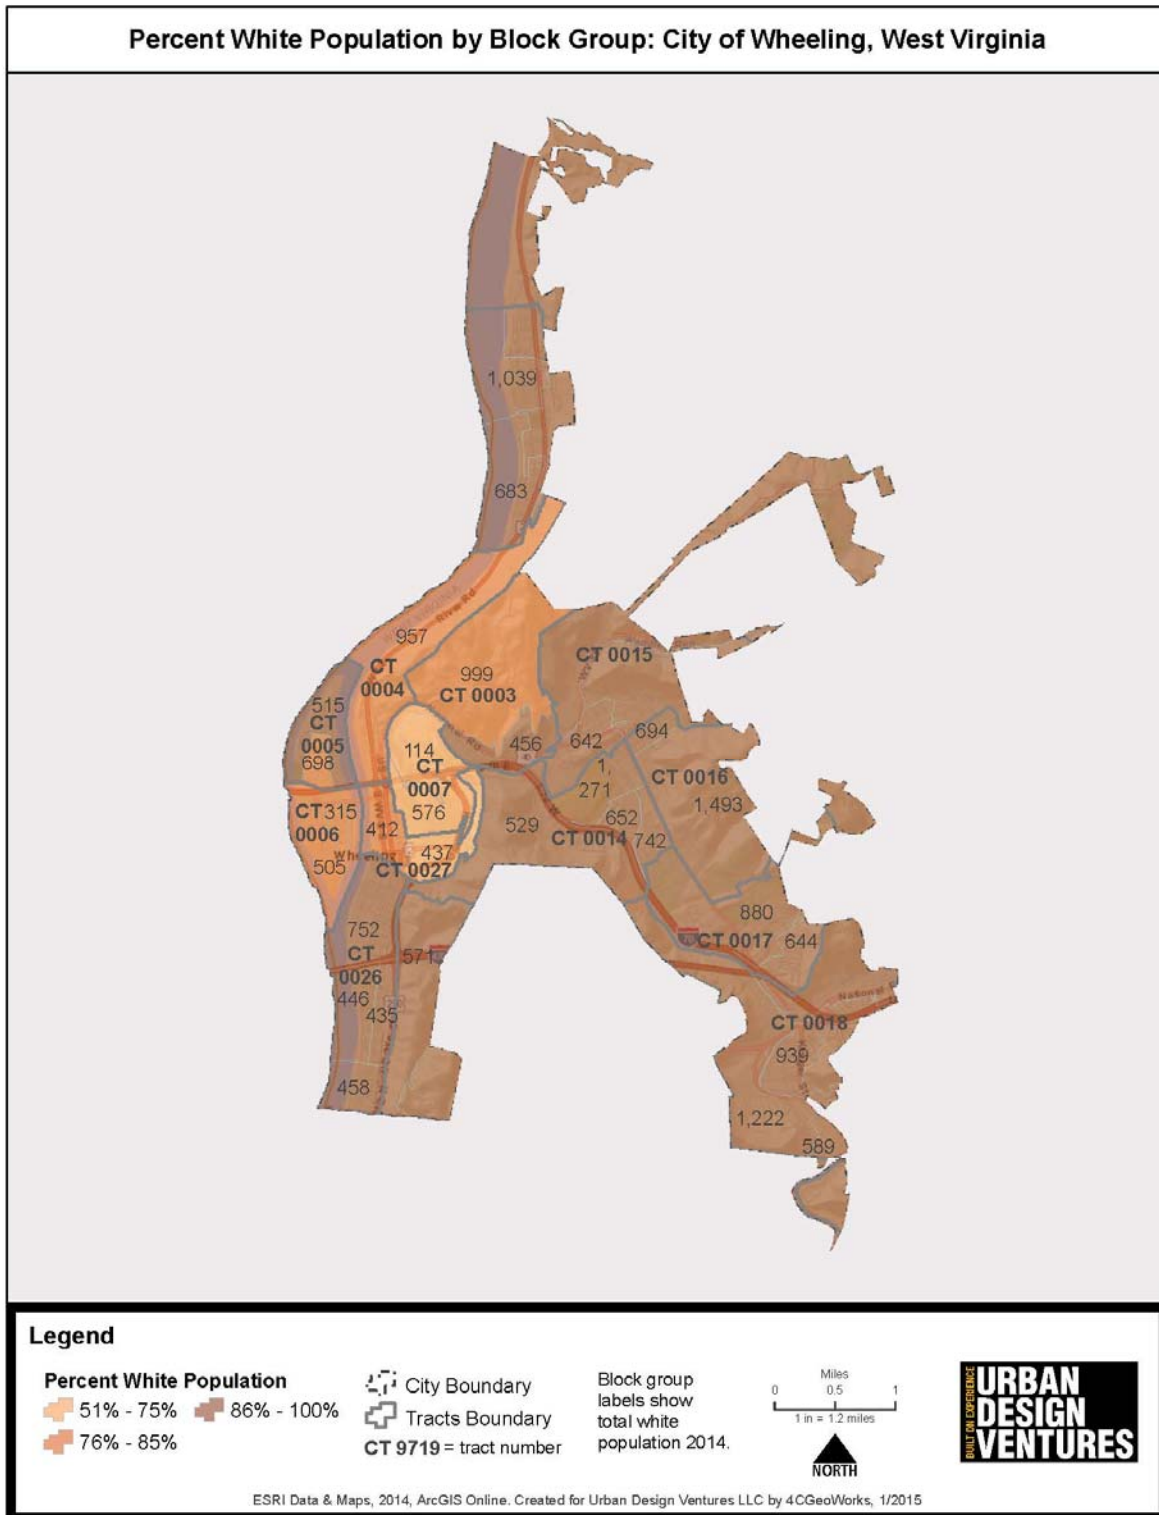 Percent White Population by Block Group: City of Wheeling, West Virginia
1,039
683
River Rd
957
CT 0015
CT
0004
999
CT 0003
515
CT
0005
698
114
CT
0007
576
456
642
694
1,
271
CT 0016
1,493
CT 315
0006
412
652
529
CT 0014
742
Wheeling
437
CT 0027
505
752
880
CT 0017
644
CT
0026
571
446
435
National
CT 0018
939
458
1,222
589
Legend
Percent White Population
51% - 75%
86% - 100%
76% - 85%
City Boundary
Tracts Boundary
CT 9719 = tract number
Block group
labels show
total white
population 2014.
Miles
0 0.5 1
1 in = 1.2 miles
NORTH
BUILT ON EXPERIENCE
URBAN
DESIGN
VENTURES
ESRI Data & Maps, 2014, ArcGIS Online. Created for Urban Design Ventures LLC by 4CGeoWorks, 1/2015